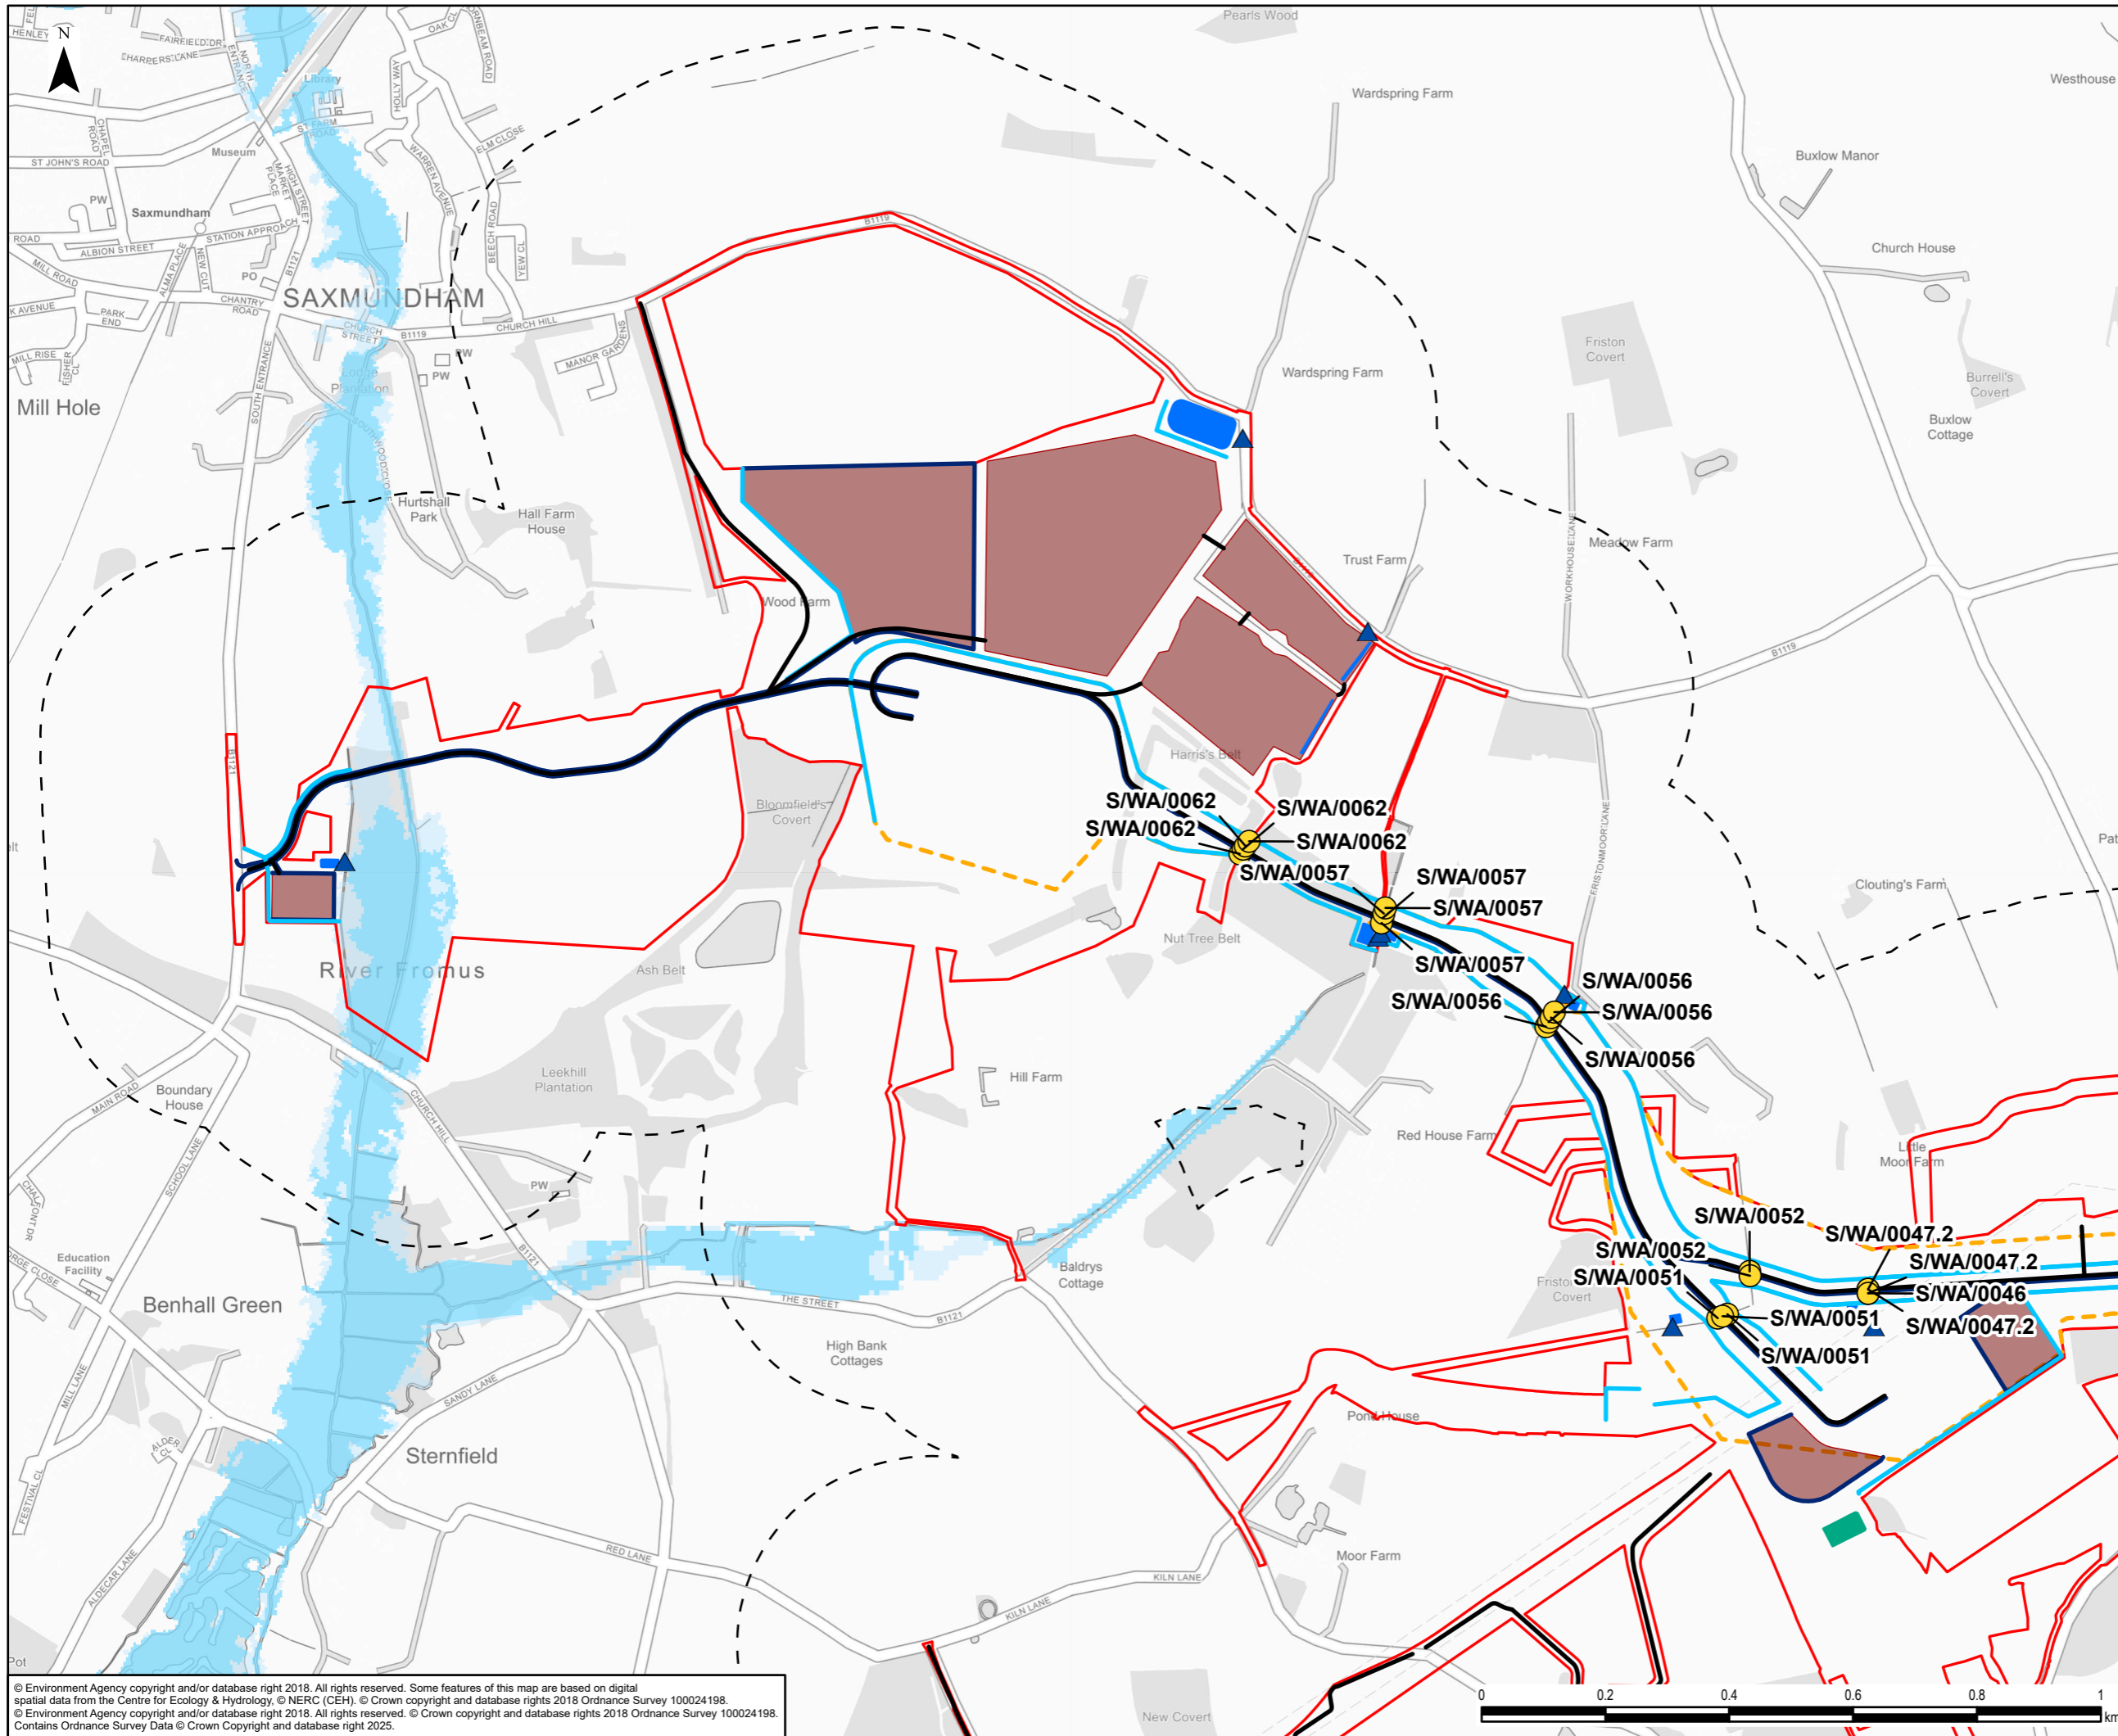 Pearls Wood
HENLEY
FAIRFIELD DR
CHARPERS LANE
NORTH
ENTRANCE
OAK CL
HOLLY WAY
Library
N
Westhouse
Wardspring Farm
CHAPEL
ROAD
ST JOHN'S ROAD
Museum
ST FARM
ROAD
ELM CLOSE
WARREN AVENUE
BEECH ROAD
YEW CL
Buxlow Manor
HIGH STREET
MARKET
PLACE
PW
Saxmundham
STATION APPROACH
ROAD
ALBION STREET
ALMA PLACE
NEW CUT
PO
B1121
MILL ROAD
CHANTRY
ROAD
K AVENUE
PARK
END
SAXMUNDHAM
CHURCH
STREET
B1119
CHURCH HILL
B1119
Church House
PW
PW
MANOR GARDENS
MILL RISE
FISHER
CL
Mill Hole
SOUTH ENTRANCE
Plantation
Wardspring Farm
Friston
Covert
Burrell's
Covert
Buxlow
Cottage
Hurtshall
Park
Hall Farm
House
Trust Farm
Meadow Farm
WORKHOUSE LANE
Wood Farm
B1119
B1121
Harris's Belt
Bloomfield's
Covert
S/WA/0062
S/WA/0062
S/WA/0062
S/WA/0062
FRISTONMOOR LANE
S/WA/0057
S/WA/0057
S/WA/0057
S/WA/0057
Clouting's Farm
Nut Tree Belt
River Fromus
Ash Belt
S/WA/0056
S/WA/0056
S/WA/0056
S/WA/0056
Leekhill
Plantation
Hill Farm
Boundary
House
MAIN ROAD
CHURCH HILL
SCHOOL LANE
CHALFONT DR
Red House Farm
Little
Moor Farm
PW
S/WA/0052
S/WA/0052
S/WA/0047.2
S/WA/0047.2
S/WA/0046
S/WA/0047.2
S/WA/0051
S/WA/0051
S/WA/0051
Friston
Covert
Education
Facility
Benhall Green
B1121
THE STREET
B1121
Baldrys
Cottage
High Bank
Cottages
MILL LANE
SANDY LANE
Pond House
ALDER
CL
FESTIVAL CL
Sternfield
RED LANE
Moor Farm
KILN LANE
KILN LANE
ALDECAR LANE
New Covert
© Environment Agency copyright and/or database right 2018. All rights reserved. Some features of this map are based on digital
spatial data from the Centre for Ecology & Hydrology, © NERC (CEH). © Crown copyright and database rights 2018 Ordnance Survey 100024198.
© Environment Agency copyright and/or database right 2018. All rights reserved. © Crown copyright and database rights 2018 Ordnance Survey 100024198.
Contains Ordnance Survey Data © Crown Copyright and database right 2025.
0 0.2 0.4 0.6 0.8 1
km